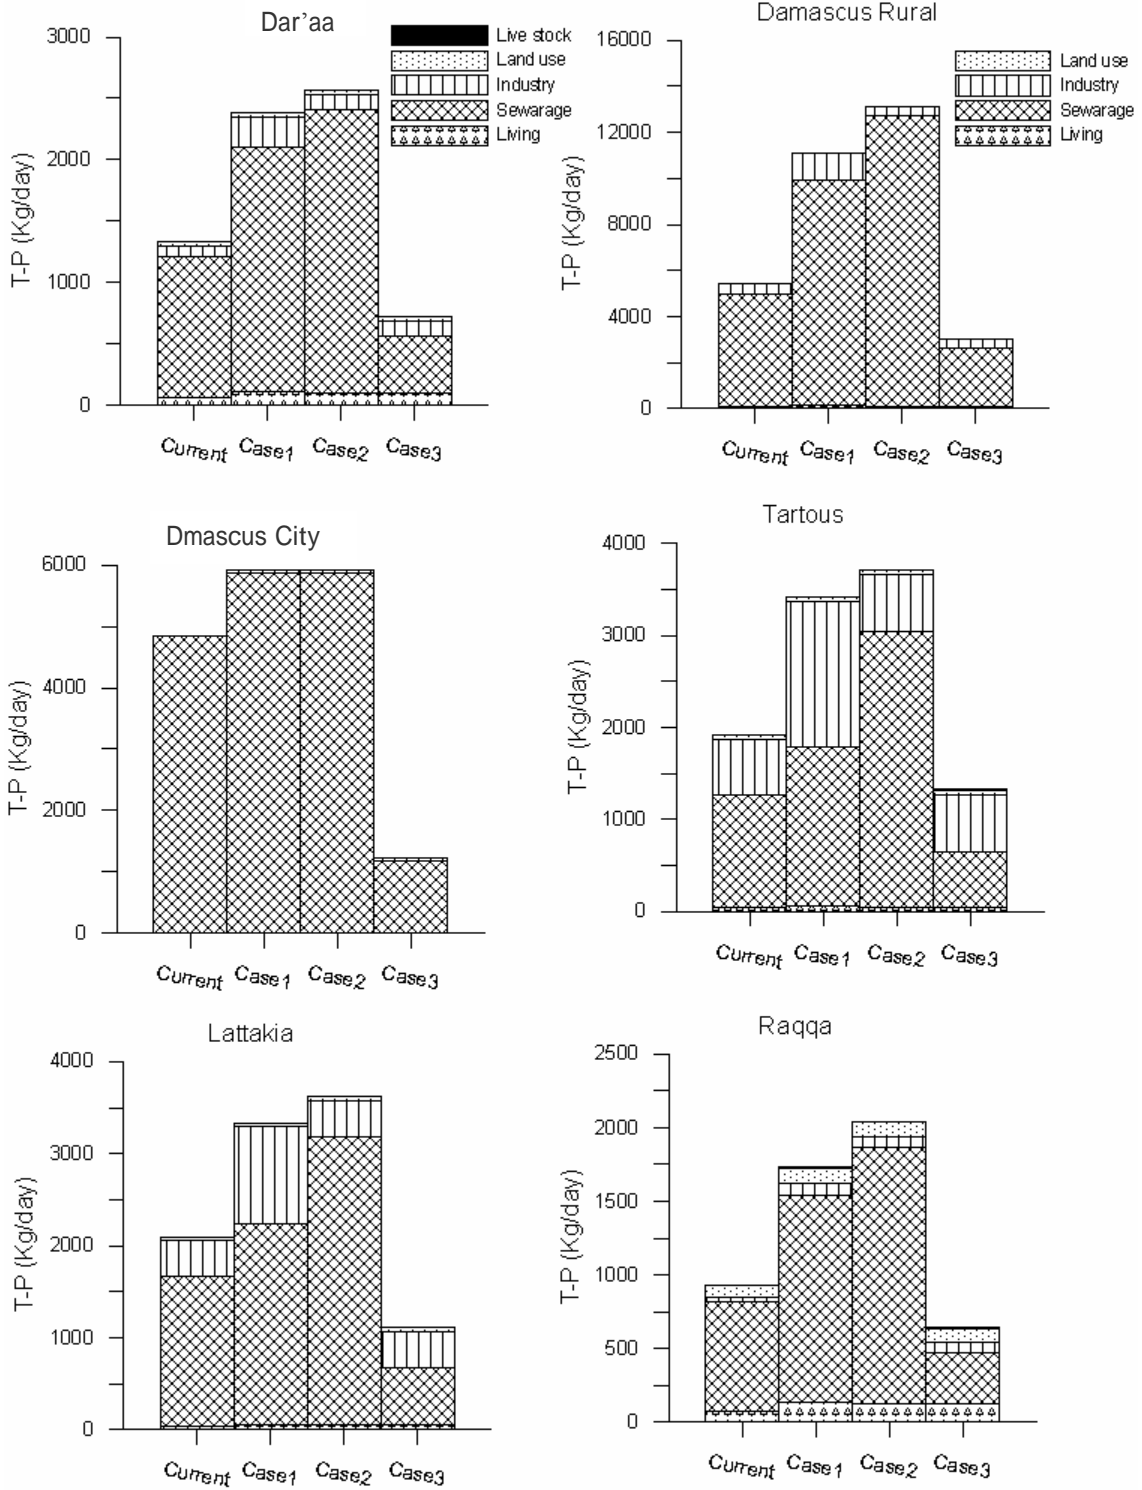 Dar'aa
3000
2000
1000
0
T-P (Kg/day)
Live stock
Land use
Industry
Sewarage
Living
Current Case1 Case2 Case3
Damascus Rural
16000
12000
8000
4000
0
T-P (Kg/day)
Land use
Industry
Sewarage
Living
Current Case1 Case2 Case3
Dmascus City
6000
4000
2000
0
T-P (Kg/day)
Current Case1 Case2 Case3
Tartous
4000
3000
2000
1000
0
T-P (Kg/day)
Current Case1 Case2 Case3
Lattakia
4000
3000
2000
1000
0
T-P (Kg/day)
Current Case1 Case2 Case3
Raqqa
2500
2000
1500
1000
500
0
T-P (Kg/day)
Current Case1 Case2 Case3